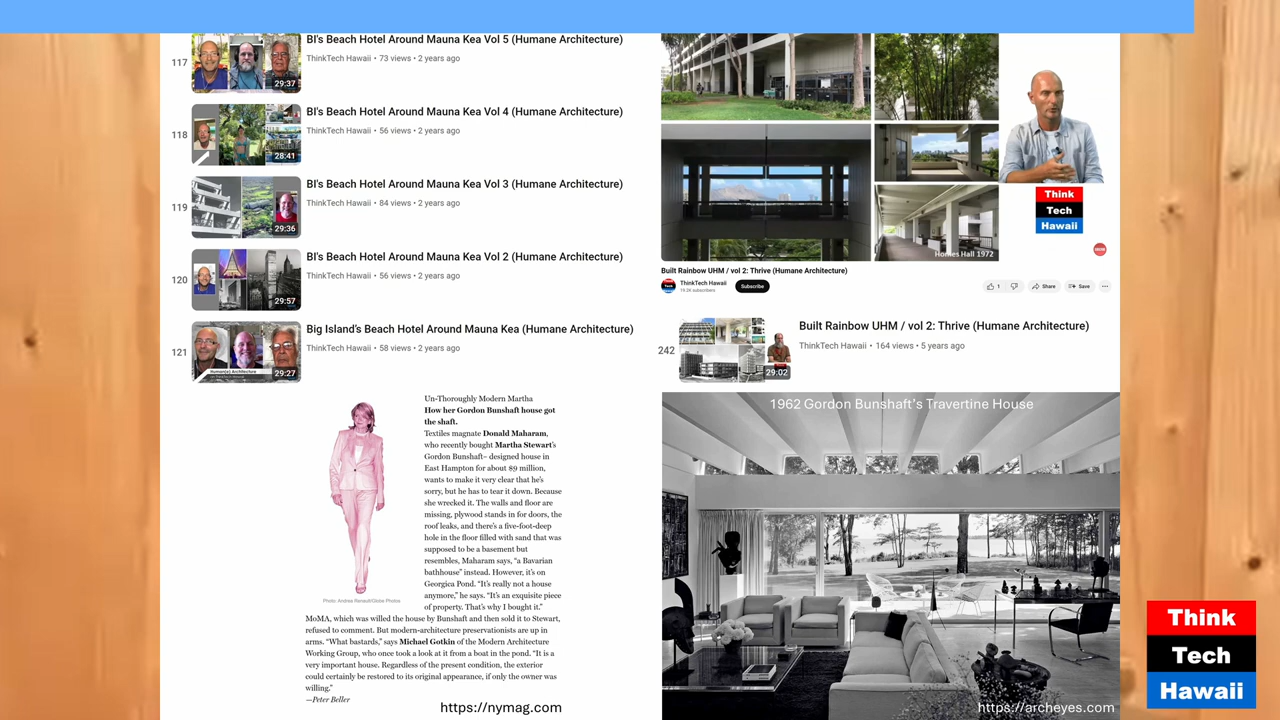 117
BI's Beach Hotel Around Mauna Kea Vol 5 (Humane Architecture)
ThinkTech Hawaii • 73 views • 2 years ago
29:37
118
BI's Beach Hotel Around Mauna Kea Vol 4 (Humane Architecture)
ThinkTech Hawaii • 56 views • 2 years ago
28:41
119
BI's Beach Hotel Around Mauna Kea Vol 3 (Humane Architecture)
ThinkTech Hawaii • 84 views • 2 years ago
29:36
120
BI's Beach Hotel Around Mauna Kea Vol 2 (Humane Architecture)
ThinkTech Hawaii • 56 views • 2 years ago
29:57
121
Big Island's Beach Hotel Around Mauna Kea (Humane Architecture)
ThinkTech Hawaii • 58 views • 2 years ago
29:27
Un-Thoroughly Modern Martha
How her Gordon Bunshaft house got
the shaft.
Textiles magnate Donald Maharam,
who recently bought Martha Stewart's
Gordon Bunshaft– designed house in
East Hampton for about $9 million,
wants to make it very clear that he's
sorry, but he has to tear it down. Because
she wrecked it. The walls and floor are
missing, plywood stands in for doors, the
roof leaks, and there's a five-foot-deep
hole in the floor filled with sand that was
supposed to be a basement but
resembles, Maharam says, "a Bavarian
bathhouse" instead. However, it's on
Georgica Pond. "It's really not a house
anymore," he says. "It's an exquisite piece
of property. That's why I bought it."
Photo: Andrea Renault/Globe Photos
MoMA, which was willed the house by Bunshaft and then sold it to Stewart,
refused to comment. But modern-architecture preservationists are up in
arms. "What bastards," says Michael Gotkin of the Modern Architecture
Working Group, who once took a look at it from a boat in the pond. "It is a
very important house. Regardless of the present condition, the exterior
could certainly be restored to its original appearance, if only the owner was
willing."
—Peter Beller
https://nymag.com
Think
Tech
Hawaii
Holmes Hall 1972
Built Rainbow UHM / vol 2: Thrive (Humane Architecture)
ThinkTech Hawaii
Subscribe
1
Share
Save
242
Built Rainbow UHM / vol 2: Thrive (Humane Architecture)
ThinkTech Hawaii • 164 views • 5 years ago
29:02
1962 Gordon Bunshaft's Travertine House
https://archeyes.com
Think
Tech
Hawaii